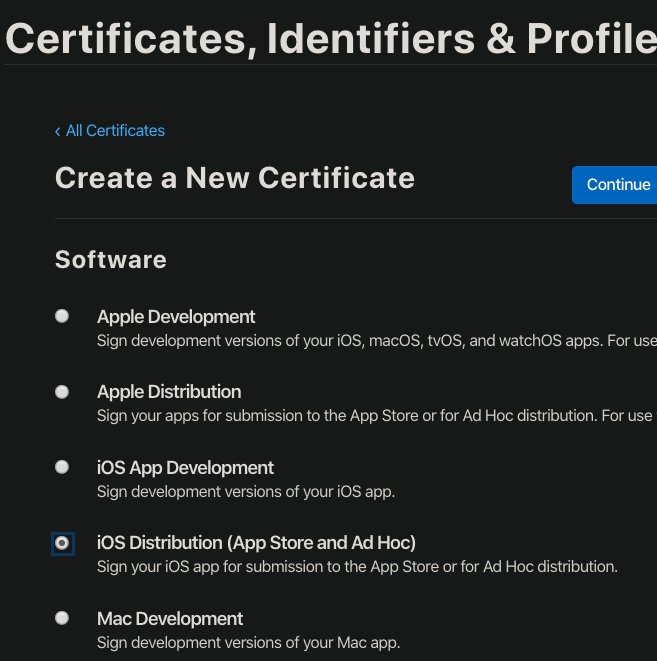 Certificates, Identifiers & Profile
‹ All Certificates
Create a New Certificate
Continue
Software
Apple Development
Sign development versions of your iOS, macOS, tvOS, and watchOS apps. For use
Apple Distribution
Sign your apps for submission to the App Store or for Ad Hoc distribution. For use
iOS App Development
Sign development versions of your iOS app.
iOS Distribution (App Store and Ad Hoc)
Sign your iOS app for submission to the App Store or for Ad Hoc distribution.
Mac Development
Sign development versions of your Mac app.